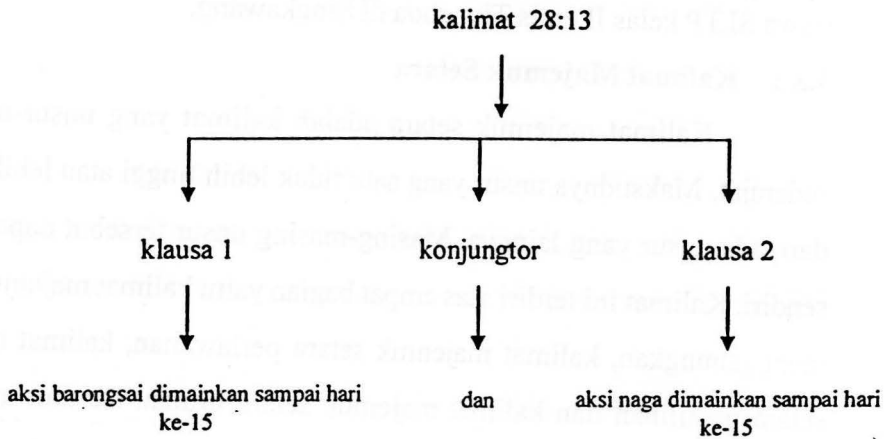 kalimat 28:13
klausa 1 konjungtor klausa 2
aksi barongsai dimainkan sampai hari dan aksi naga dimainkan sampai hari
ke-15 ke-15